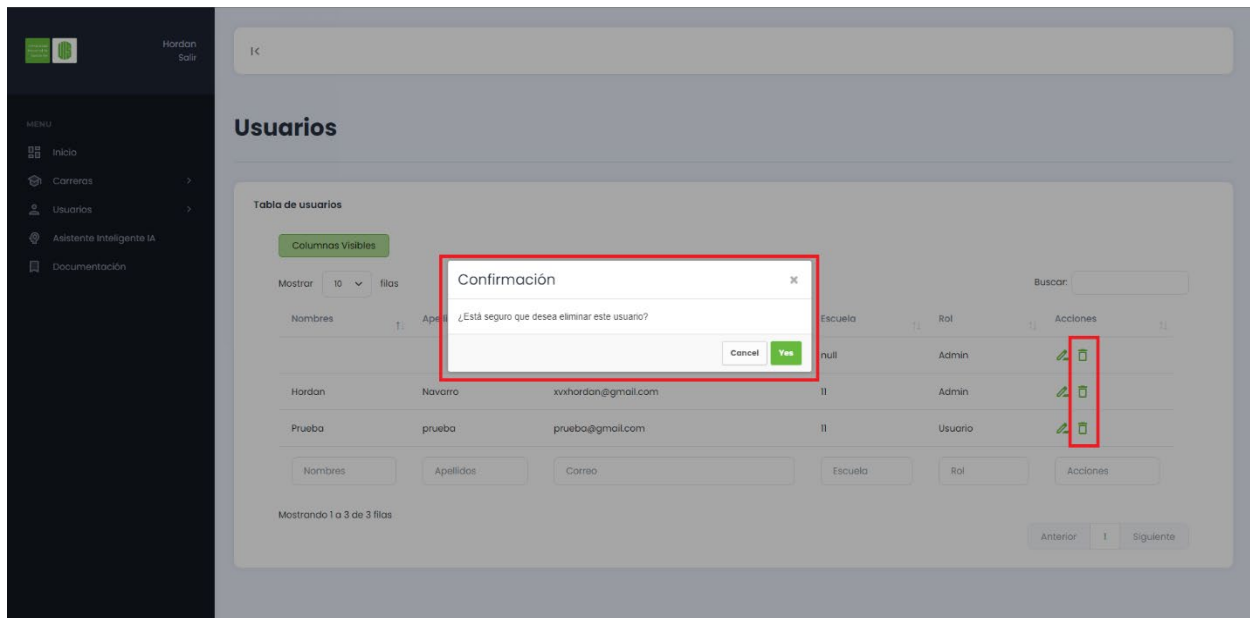 Hordan
Salir
MENU
Inicio
Carreras
Usuarios
Asistente Inteligente IA
Documentación
Usuarios
Tabla de usuarios
Columnas Visibles
Mostrar 10 filas
Buscar:
Confirmación
¿Está seguro que desea eliminar este usuario?
Cancel Yes
Nombres Apelli Escuela Rol Acciones
null Admin
Hordan Navarro xvxhordan@gmail.com 11 Admin
Prueba prueba prueba@gmail.com 11 Usuario
Nombres Apellidos Correo Escuela Rol Acciones
Mostrando 1 a 3 de 3 filas
Anterior 1 Siguiente